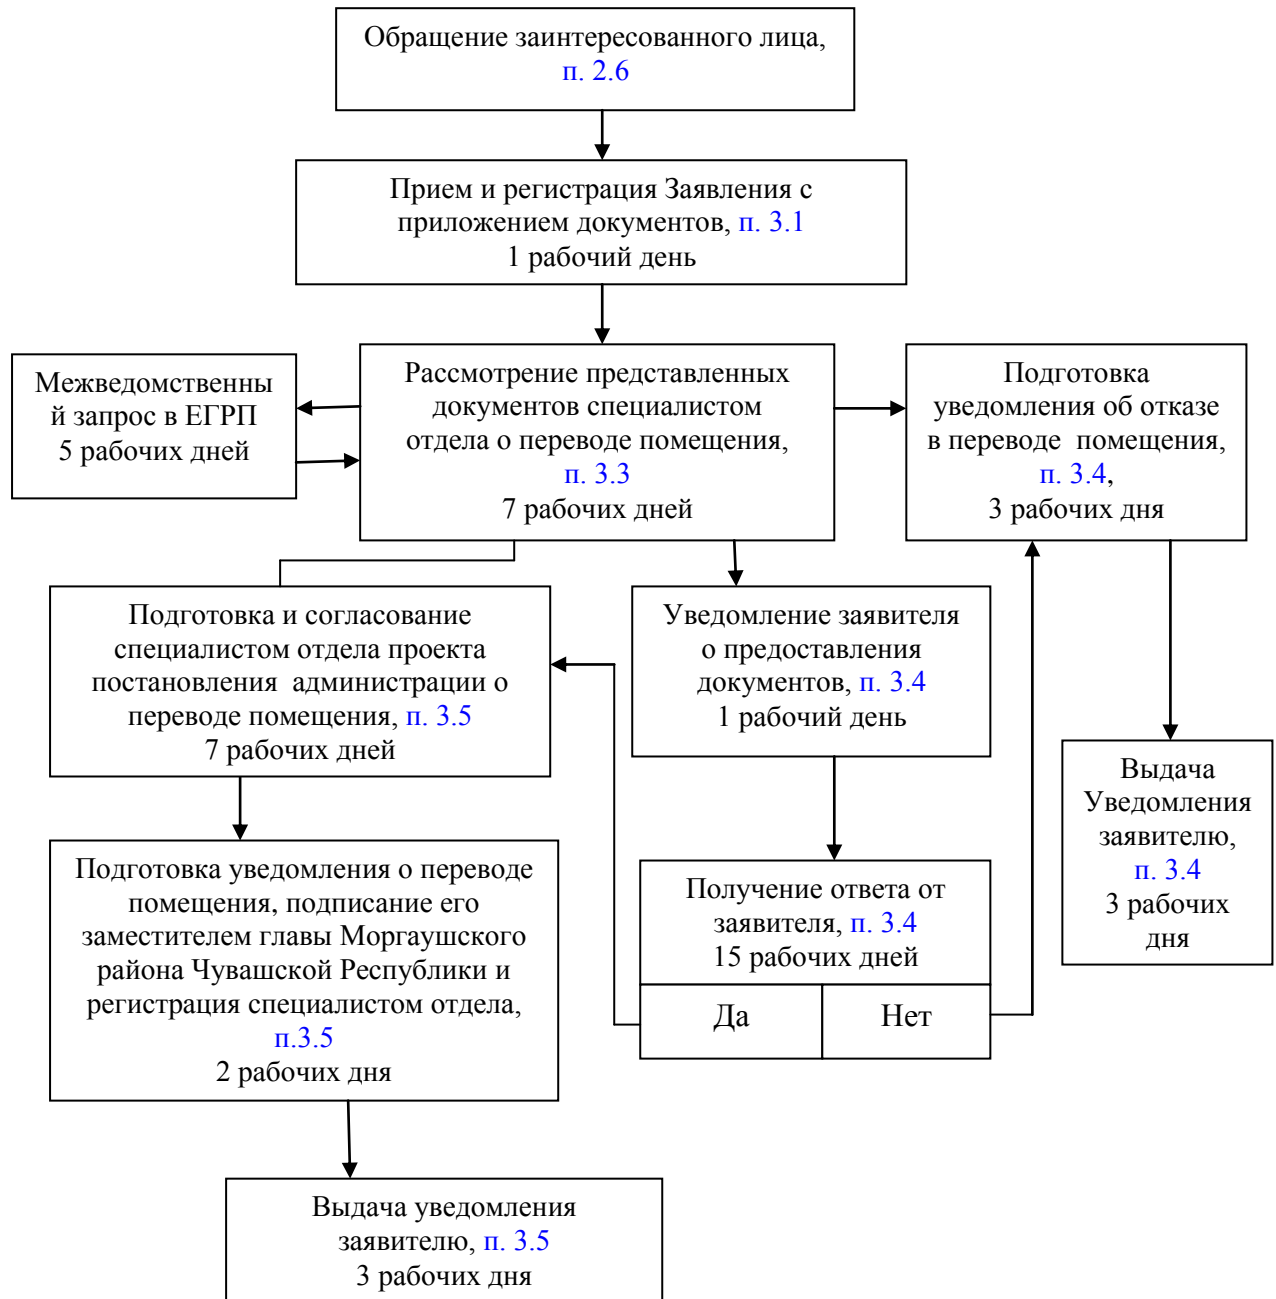 Обращение заинтересованного лица,
п. 2.6
Прием и регистрация Заявления с
приложением документов, п. 3.1
1 рабочий день
Межведомственны
й запрос в ЕГРП
5 рабочих дней
Рассмотрение представленных
документов специалистом
отдела о переводе помещения,
п. 3.3
7 рабочих дней
Подготовка
уведомления об отказе
в переводе помещения,
п. 3.4,
3 рабочих дня
Подготовка и согласование
специалистом отдела проекта
постановления администрации о
переводе помещения, п. 3.5
7 рабочих дней
Уведомление заявителя
о предоставления
документов, п. 3.4
1 рабочий день
Выдача
Уведомления
заявителю,
п. 3.4
3 рабочих
дня
Подготовка уведомления о переводе
помещения, подписание его
заместителем главы Моргаушского
района Чувашской Республики и
регистрация специалистом отдела,
п.3.5
2 рабочих дня
Получение ответа от
заявителя, п. 3.4
15 рабочих дней
Да
Нет
Выдача уведомления
заявителю, п. 3.5
3 рабочих дня